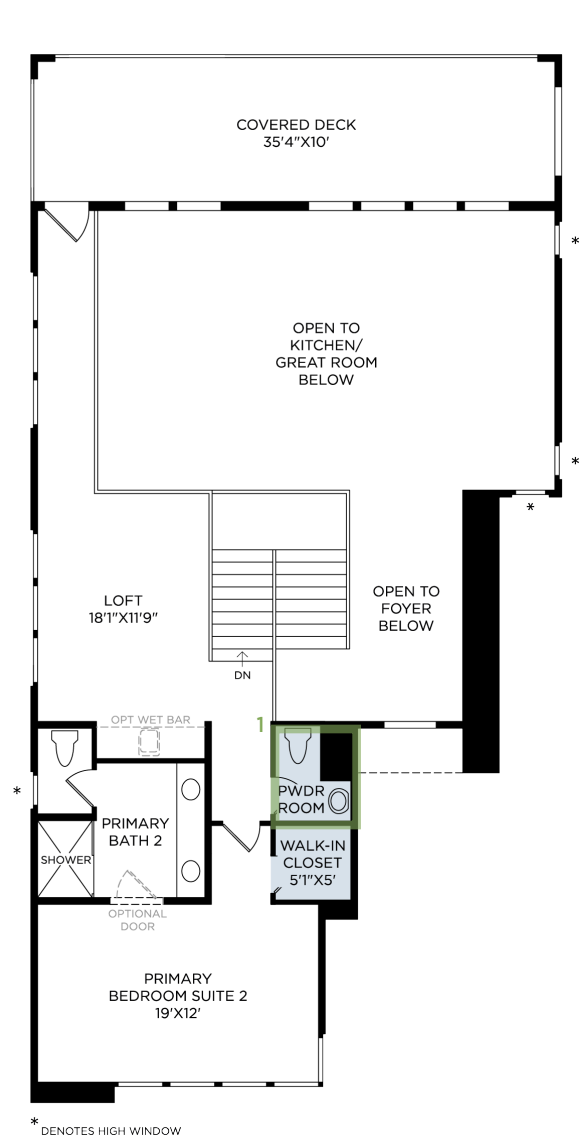 COVERED DECK
35'4"X10'
*
OPEN TO
KITCHEN/
GREAT ROOM
BELOW
*
*
LOFT
18'1"X11'9"
OPEN TO
FOYER
BELOW
DN
OPT WET BAR
1
*
PWDR
ROOM
PRIMARY
BATH 2
SHOWER
WALK-IN
CLOSET
5'1"X5'
OPTIONAL
DOOR
PRIMARY
BEDROOM SUITE 2
19'X12'
* DENOTES HIGH WINDOW